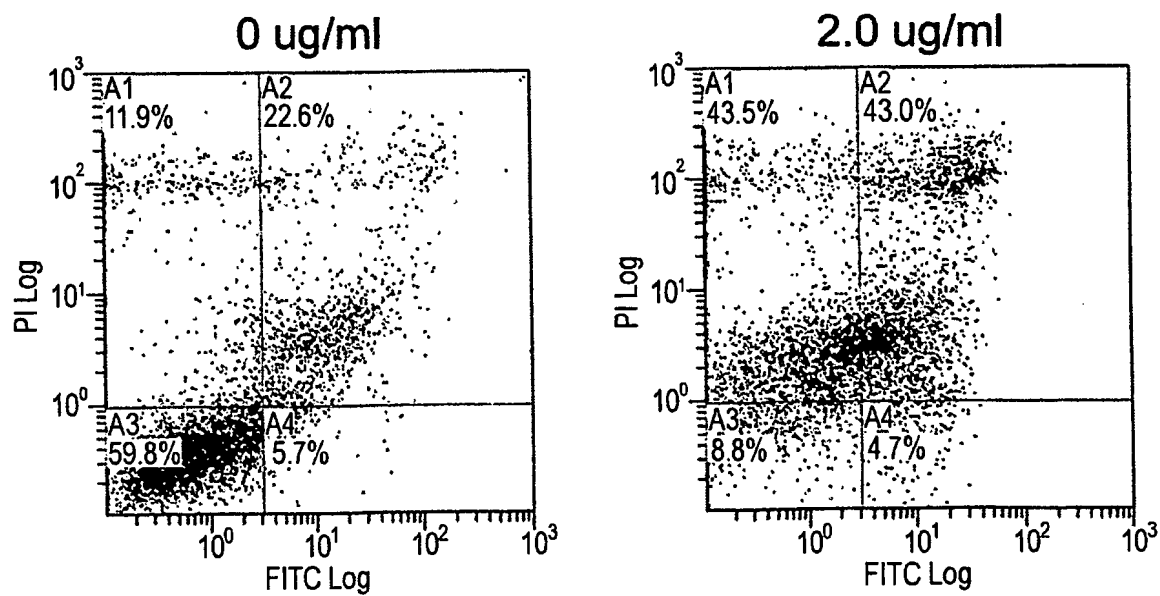 0 ug/ml
10³
A1
11.9%
A2
22.6%
10²
PI Log
10¹
10⁰
A3
59.8%
A4
5.7%
10⁰ 10¹ 10² 10³
FITC Log
2.0 ug/ml
10³
A1
43.5%
A2
43.0%
10²
PI Log
10¹
10⁰
A3
8.8%
A4
4.7%
10⁰ 10¹ 10² 10³
FITC Log